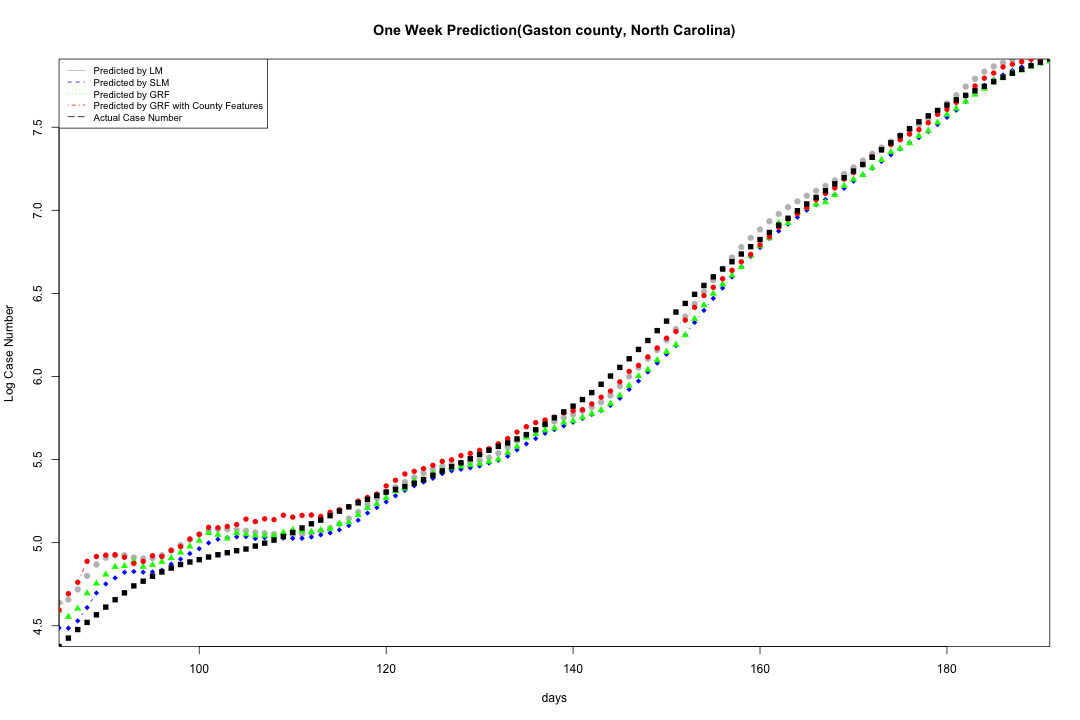 One Week Prediction(Gaston county, North Carolina)
Predicted by LM
Predicted by SLM
Predicted by GRF
Predicted by GRF with County Features
Actual Case Number
7.5
7.0
6.5
6.0
5.5
5.0
4.5
Log Case Number
100 120 140 160 180
days